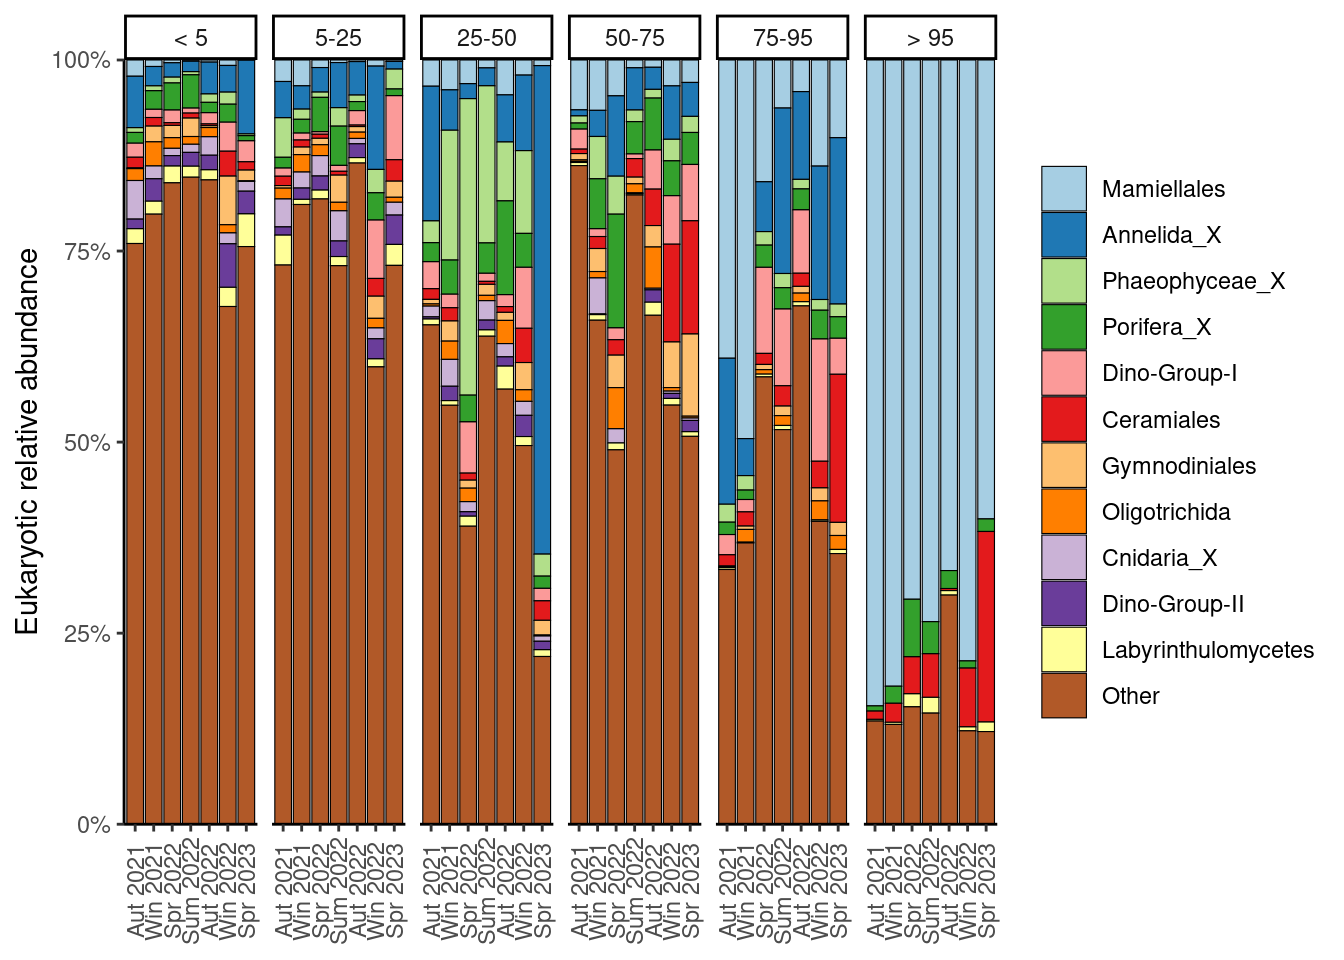 < 5
5-25
25-50
50-75
75-95
> 95
Eukaryotic relative abundance
100%
75%
50%
25%
0%
Aut 2021
Win 2021
Spr 2022
Sum 2022
Aut 2022
Win 2022
Spr 2023
Aut 2021
Win 2021
Spr 2022
Sum 2022
Aut 2022
Win 2022
Spr 2023
Aut 2021
Win 2021
Spr 2022
Sum 2022
Aut 2022
Win 2022
Spr 2023
Aut 2021
Win 2021
Spr 2022
Sum 2022
Aut 2022
Win 2022
Spr 2023
Aut 2021
Win 2021
Spr 2022
Sum 2022
Aut 2022
Win 2022
Spr 2023
Aut 2021
Win 2021
Spr 2022
Sum 2022
Aut 2022
Win 2022
Spr 2023
Mamiellales
Annelida_X
Phaeophyceae_X
Porifera_X
Dino-Group-I
Ceramiales
Gymnodiniales
Oligotrichida
Cnidaria_X
Dino-Group-II
Labyrinthulomycetes
Other